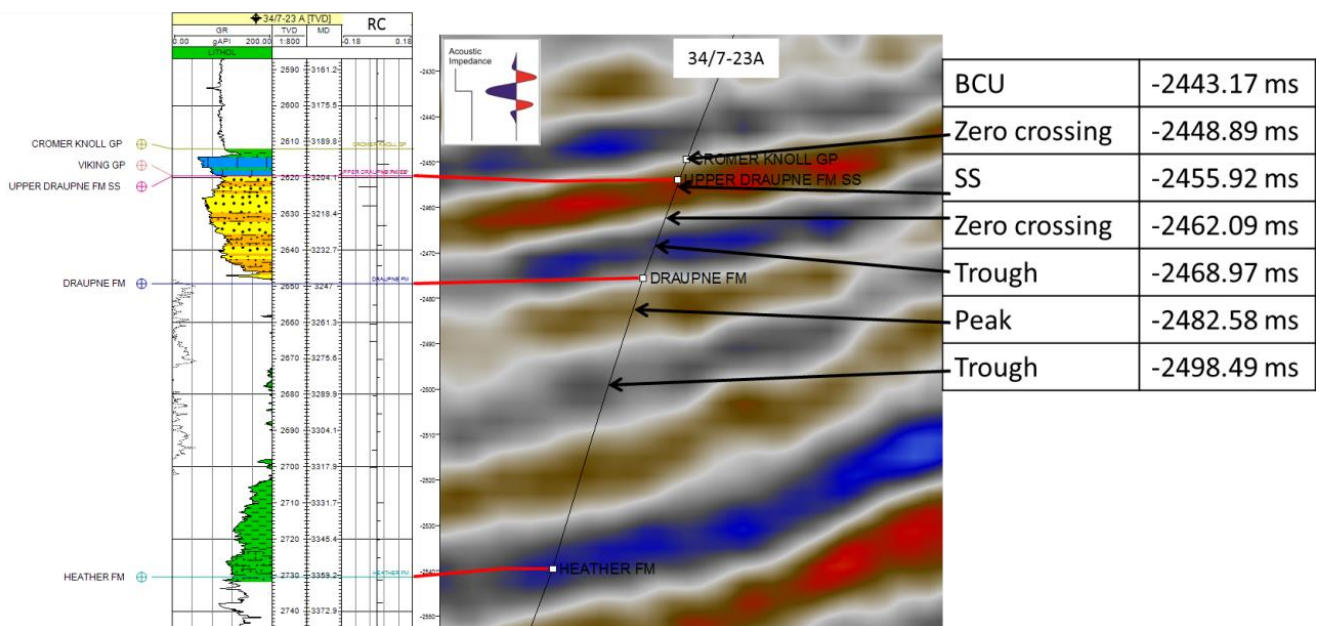 34/7-23 A [TVD]
GR
0.00 gAPI 200.00
TVD
1:800
MD
RC
-0.18 0.18
LITHOL
2590 3161.2
2600 3175.5
2610 3189.8
2620 3204.1
2630 3218.4
2640 3232.7
2650 3247
2660 3261.3
2670 3275.6
2680 3289.9
2690 3304.1
2700 3317.9
2710 3331.7
2720 3345.4
2730 3359.2
2740 3372.9
CROMER KNOLL GP
VIKING GP
UPPER DRAUPNE FM SS
DRAUPNE FM
HEATHER FM
CROMER KNOLL GP
DRAUPNE FM
HEATHER FM
Acoustic
Impedance
34/7-23A
-2430
-2440
-2450
-2460
-2470
-2480
-2490
-2500
-2510
-2520
-2530
-2540
-2550
CROMER KNOLL GP
UPPER DRAUPNE FM SS
DRAUPNE FM
HEATHER FM
BCU -2443.17 ms
Zero crossing -2448.89 ms
SS -2455.92 ms
Zero crossing -2462.09 ms
Trough -2468.97 ms
Peak -2482.58 ms
Trough -2498.49 ms